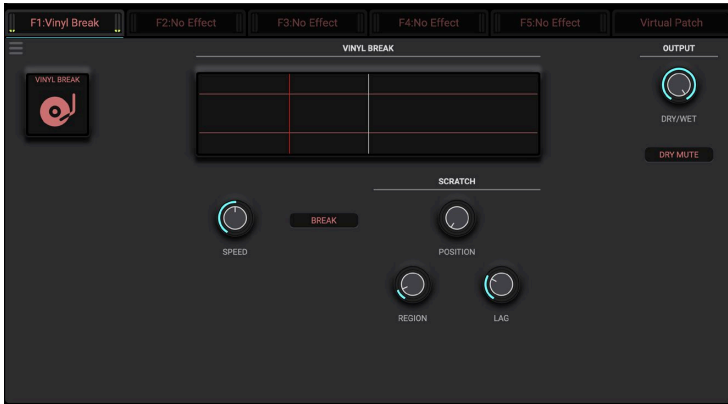 F1:Vinyl Break
F2:No Effect
F3:No Effect
F4:No Effect
F5:No Effect
Virtual Patch
VINYL BREAK
OUTPUT
VINYL BREAK
DRY/WET
DRY MUTE
SCRATCH
BREAK
SPEED
POSITION
REGION
LAG